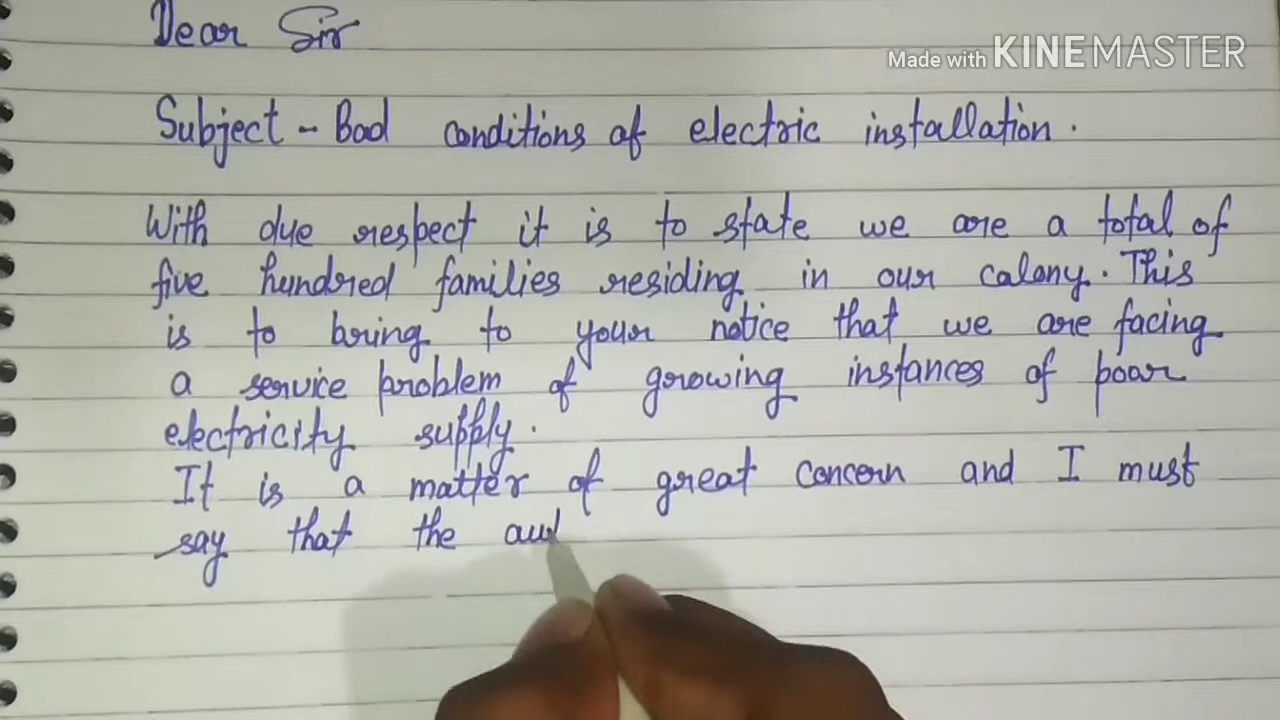 Dear Sir
Made with KINEMASTER
Subject - Bad conditions of electric installation.
With due respect it is to state we are a total of
five hundred families residing in our colony. This
is to bring to your notice that we are facing
a service problem of growing instances of poor
electricity supply.
It is a matter of great concern and I must
say that the